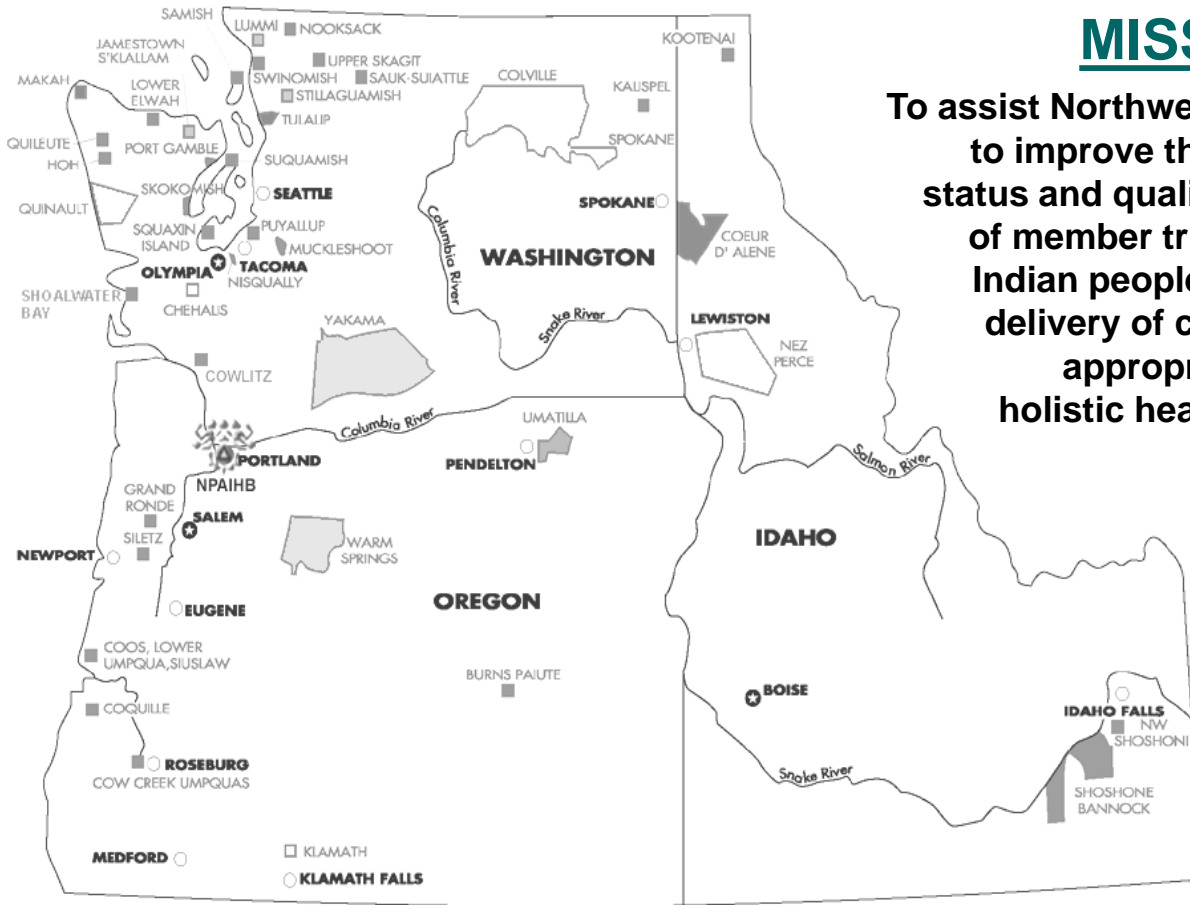 SAMISH
LUMMI
NOOKSACK
JAMESTOWN
S'KLALLAM
UPPER SKAGIT
SWINOMISH
SAUK-SUIATTLE
MAKAH
LOWER
ELWAH
STILLAGUAMISH
TULALIP
QUILEUTE
PORT GAMBLE
HOH
SUQUAMISH
SKOKOMISH
SEATTLE
QUINAULT
SQUAXIN
ISLAND
PUYALLUP
MUCKLESHOOT
OLYMPIA
TACOMA
NISQUALLY
SHOALWATER
BAY
CHEHALIS
YAKAMA
COWLITZ
COLVILLE
KOOTENAI
KALISPEL
SPOKANE
SPOKANE
Columbia River
WASHINGTON
COEUR
D' ALENE
Snake River
LEWISTON
NEZ
PERCE
MISS
To assist Northwe
to improve th
status and quali
of member tr
Indian people
delivery of c
appropr
holistic hea
Columbia River
UMATILLA
PENDELTON
PORTLAND
NPAIHB
GRAND
RONDE
SALEM
SILETZ
NEWPORT
WARM
SPRINGS
Salmon River
IDAHO
OREGON
EUGENE
COOS, LOWER
UMPQUA,SIUSLAW
BURNS PAIUTE
BOISE
COQUILLE
IDAHO FALLS
NW
SHOSHONI
ROSEBURG
COW CREEK UMPQUAS
Snake River
SHOSHONE
BANNOCK
MEDFORD
KLAMATH
KLAMATH FALLS